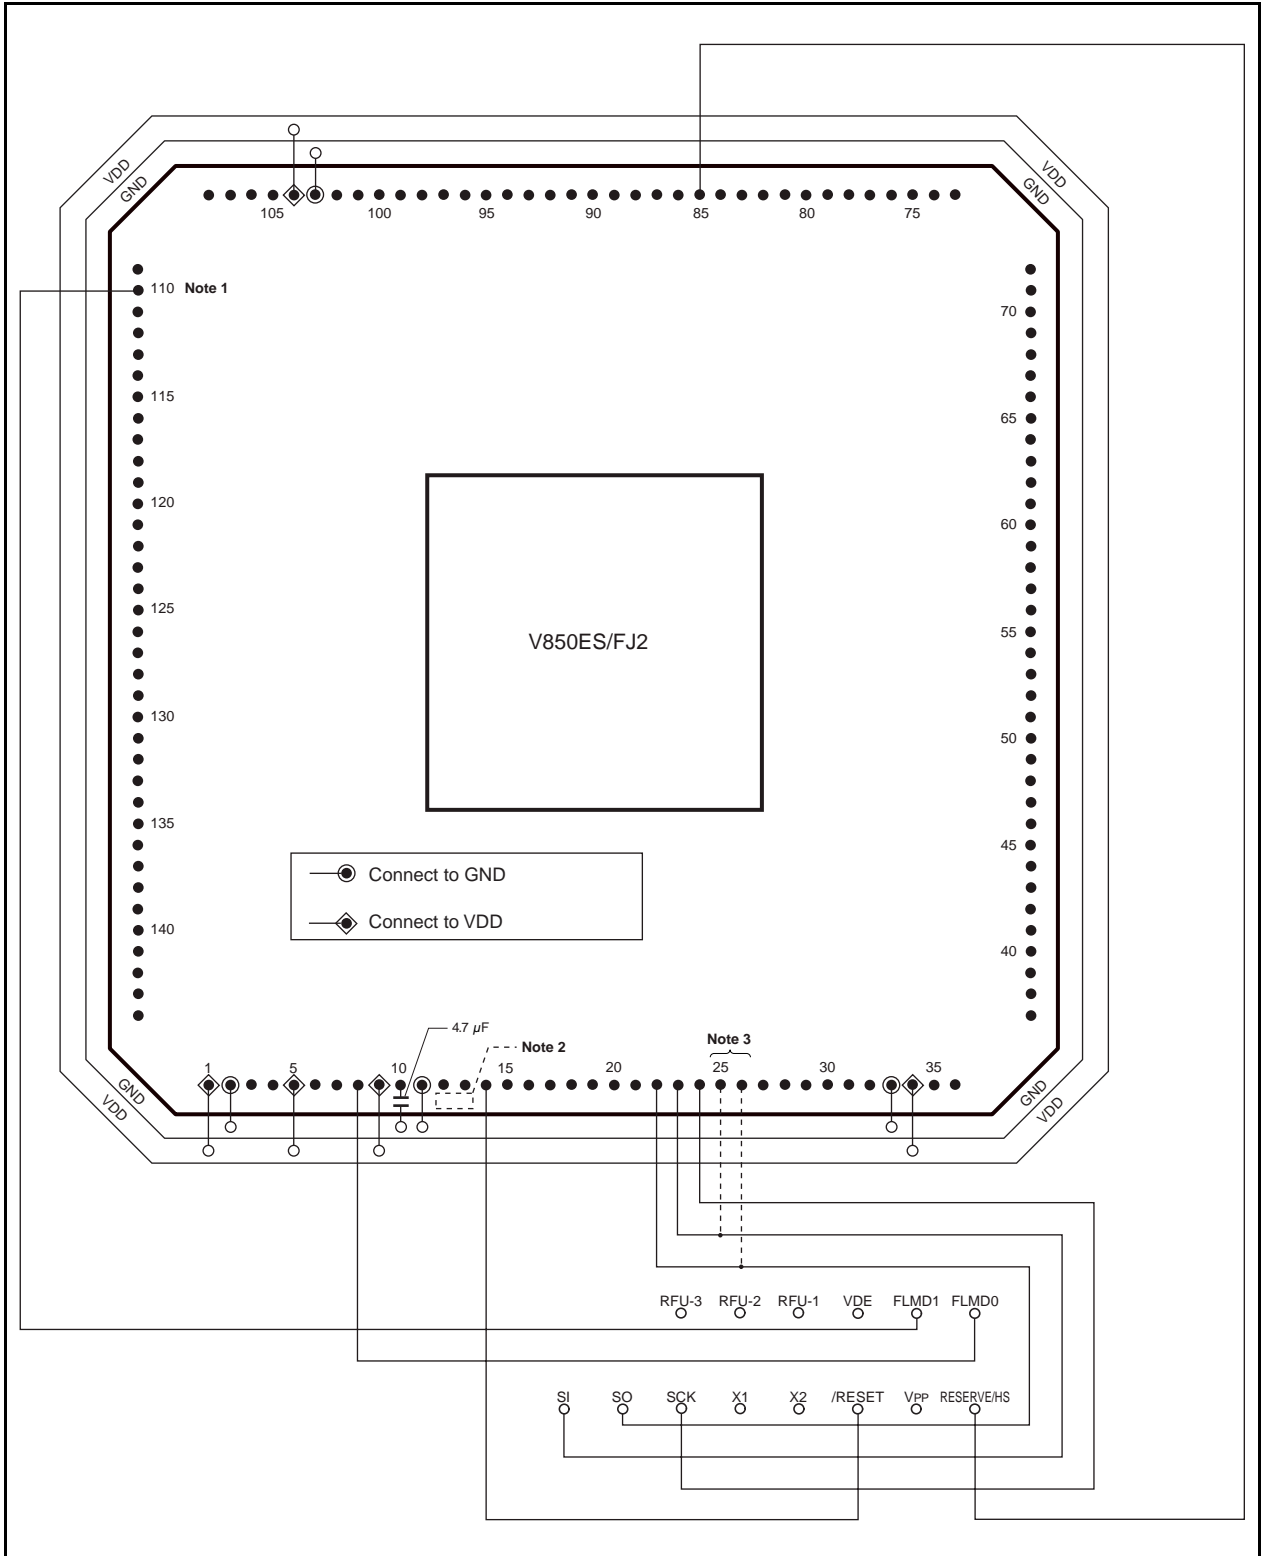 VDD
GND
VDD
GND
105
100
95
90
85
80
75
110 Note 1
115
120
125
130
135
140
70
65
60
55
50
45
40
V850ES/FJ2
Connect to GND
Connect to VDD
4.7 µF
Note 2
Note 3
1
5
10
15
20
25
30
35
GND
VDD
GND
VDD
RFU-3 RFU-2 RFU-1 VDE FLMD1 FLMD0
SI SO SCK X1 X2 /RESET VPP RESERVE/HS